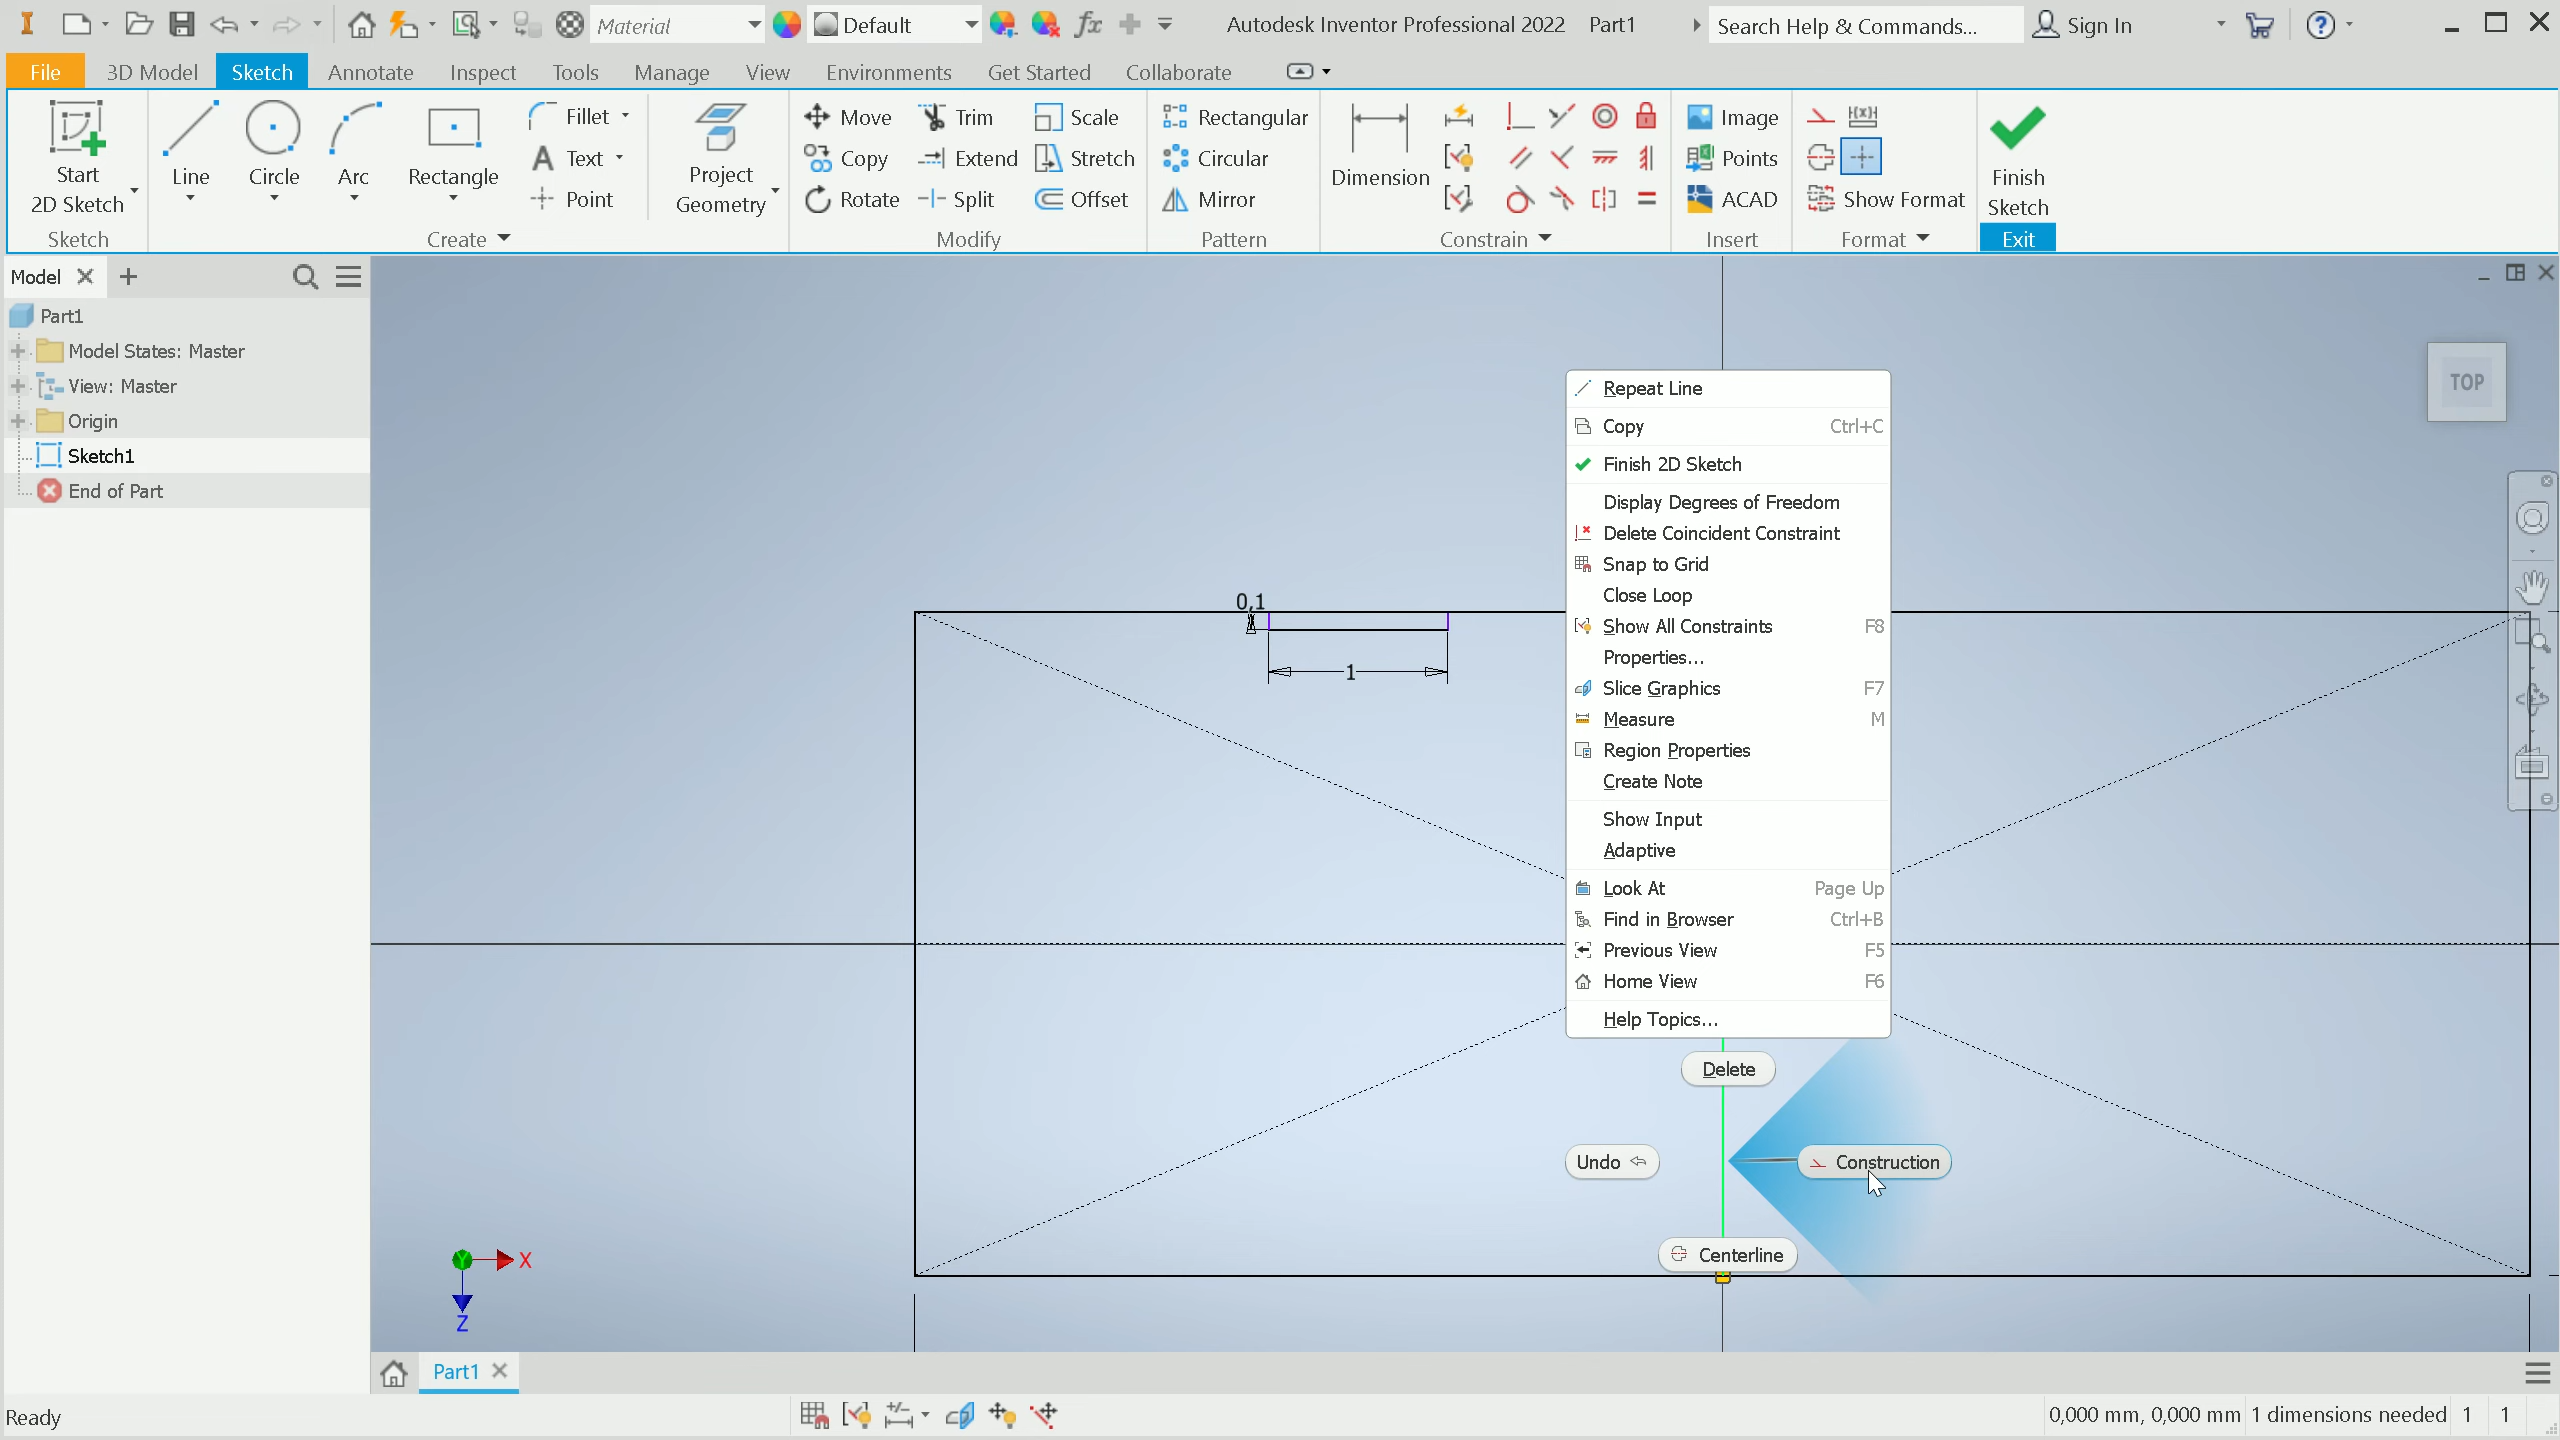 Material
Default
Autodesk Inventor Professional 2022 Part1
Search Help & Commands...
Sign In
File
3D Model
Sketch
Annotate
Inspect
Tools
Manage
View
Environments
Get Started
Collaborate
Start
2D Sketch
Line
Circle
Arc
Rectangle
Fillet
Text
Point
Project
Geometry
Move
Copy
Rotate
Trim
Extend
Split
Scale
Stretch
Offset
Rectangular
Circular
Mirror
Dimension
Image
Points
ACAD
Show Format
Finish
Sketch
Sketch
Create
Modify
Pattern
Constrain
Insert
Format
Exit
Model
Part1
Model States: Master
View: Master
Origin
Sketch1
End of Part
TOP
0,1
1
Repeat Line
Copy Ctrl+C
Finish 2D Sketch
Display Degrees of Freedom
Delete Coincident Constraint
Snap to Grid
Close Loop
Show All Constraints F8
Properties...
Slice Graphics F7
Measure M
Region Properties
Create Note
Show Input
Adaptive
Look At Page Up
Find in Browser Ctrl+B
Previous View F5
Home View F6
Help Topics...
Delete
Undo
Construction
Centerline
X
Z
Part1
Ready
0,000 mm, 0,000 mm 1 dimensions needed 1 1